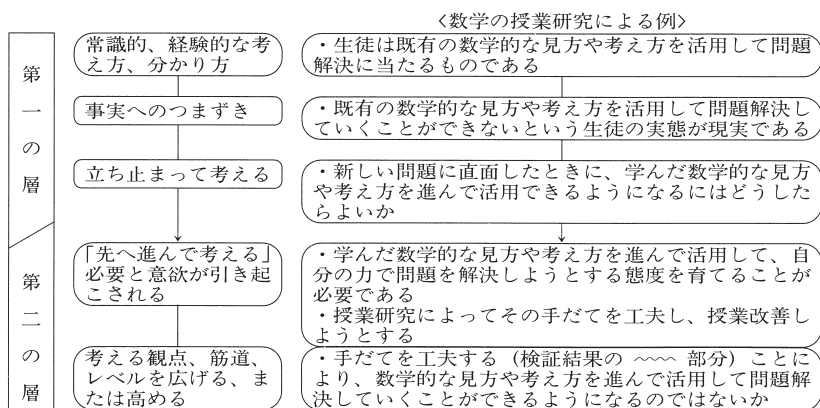 <数学の授業研究による例>
第一の層
常識的、経験的な考
え方、分かり方
・生徒は既有の数学的な見方や考え方を活用して問題
解決に当たるものである
事実へのつまずき
・既有の数学的な見方や考え方を活用して問題解決し
ていくことができないという生徒の実態が現実である
立ち止まって考える
・新しい問題に直面したときに、学んだ数学的な見方
や考え方を進んで活用できるようになるにはどうした
らよいか
第二の層
「先へ進んで考える」
必要と意欲が引き起
こされる
・学んだ数学的な見方や考え方を進んで活用して、自
分の力で問題を解決しようとする態度を育てることが
必要である
・授業研究によってその手だてを工夫し、授業改善し
ようとする
考える観点、筋道、
レベルを広げる、ま
たは高める
・手だてを工夫する(検証結果の 〜〜〜 部分)ことに
より、数学的な見方や考え方を進んで活用して問題解
決していくことができるようになるのではないか